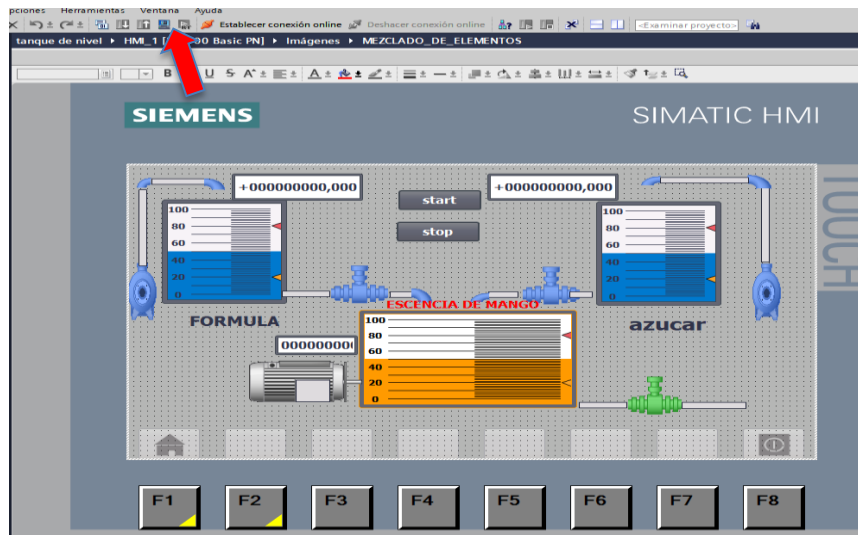 pciones Herramientas Ventana Ayuda
Establecer conexión online Deshacer conexión online <Examinar proyecto>
tanque de nivel ▸ HMI_1 [ 00 Basic PN] ▸ Imágenes ▸ MEZCLADO_DE_ELEMENTOS
B U S A A
SIEMENS SIMATIC HMI
TOUCH
+000000000,000 +000000000,000
start
stop
100
80
60
40
20
0
100
80
60
40
20
0
ESCENCIA DE MANGO
FORMULA azucar
00000000
100
80
60
40
20
0
F1 F2 F3 F4 F5 F6 F7 F8